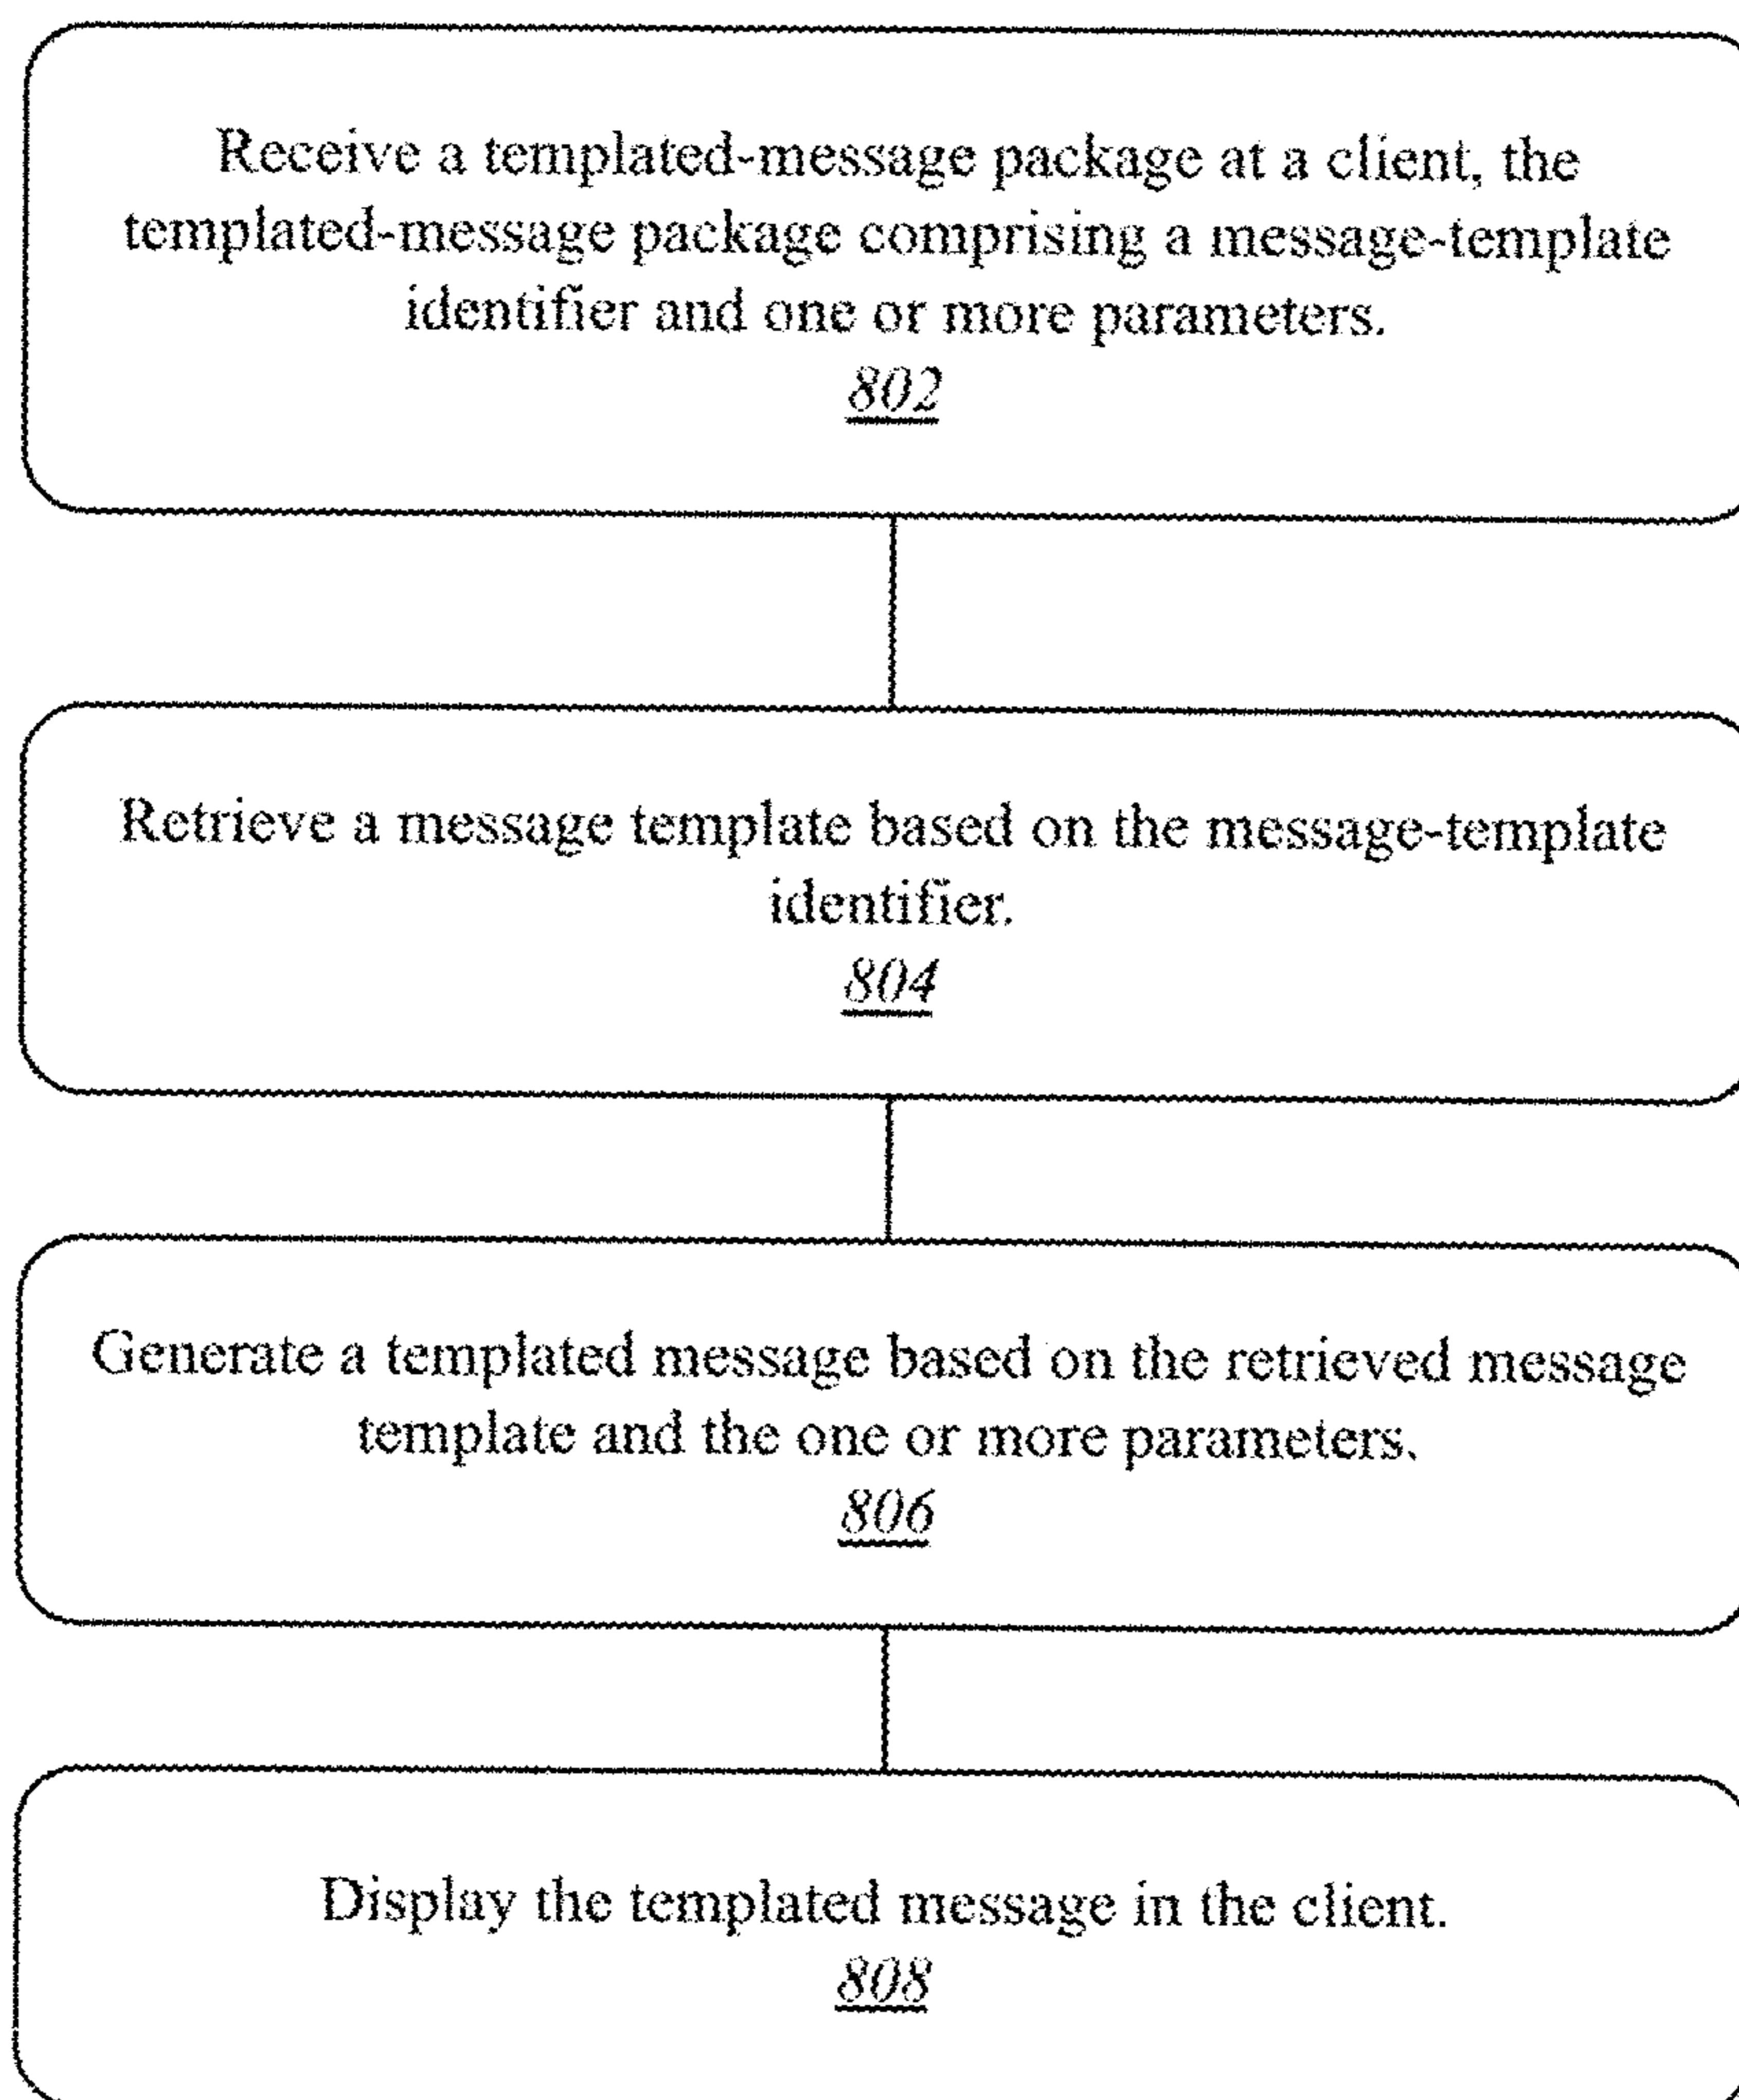 Receive a templated-message package at a client, the
templated-message package comprising a message-template
identifier and one or more parameters.
802
Retrieve a message template based on the message-template
identifier.
804
Generate a templated message based on the retrieved message
template and the one or more parameters.
806
Display the templated message in the client.
808